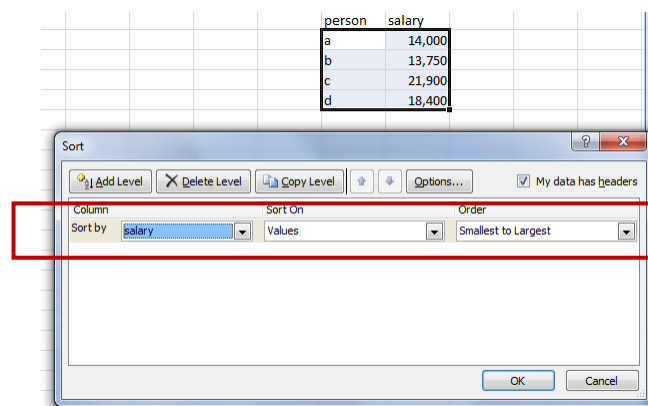 person salary
a 14,000
b 13,750
c 21,900
d 18,400
Sort
Add Level Delete Level Copy Level Options... My data has headers
Column Sort On Order
Sort by salary Values Smallest to Largest
OK Cancel